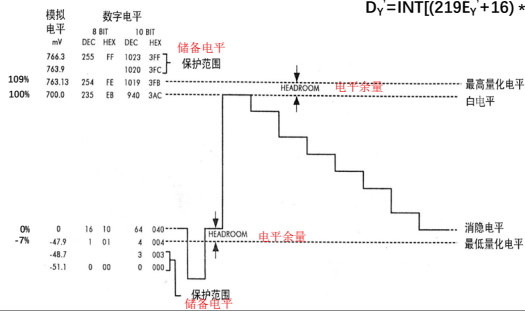 D_Y'=INT[(219E_Y'+16) *
模拟 数字电平
电平 8 BIT 10 BIT
mV DEC HEX DEC HEX
储备电平
766.3 255 FF 1023 3FF
保护范围
763.9 1020 3FC
109% 763.13 254 FE 1019 3FB HEADROOM 电平余量 最高量化电平
100% 700.0 235 EB 940 3AC 白电平
0% 0 16 10 64 040 消隐电平
HEADROOM 电平余量
-7% -47.9 1 01 4 004 最低量化电平
-48.7 3 003
-51.1 0 00 0 000
保护范围
储备电平